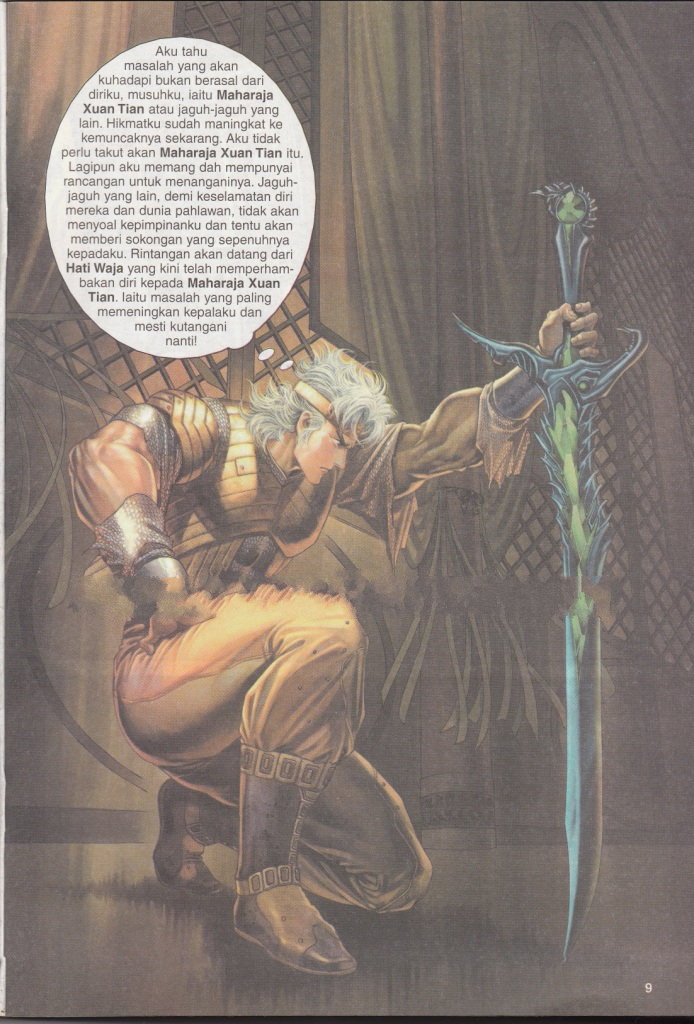 Aku tahu
masalah yang akan
kuhadapi bukan berasal dari
diriku, musuhku, iaitu Maharaja
Xuan Tian atau jaguh-jaguh yang
lain. Hikmatku sudah maningkat ke
kemuncaknya sekarang. Aku tidak
perlu takut akan Maharaja Xuan Tian itu.
Lagipun aku memang dah mempunyai
rancangan untuk menanganinya. Jaguh-
jaguh yang lain, demi keselamatan diri
mereka dan dunia pahlawan, tidak akan
menyoal kepimpinanku dan tentu akan
memberi sokongan yang sepenuhnya
kepadaku. Rintangan akan datang dari
Hati Waja yang kini telah memperham-
bakan diri kepada Maharaja Xuan
Tian. Iaitu masalah yang paling
memeningkan kepalaku dan
mesti kutangani
nanti!
9